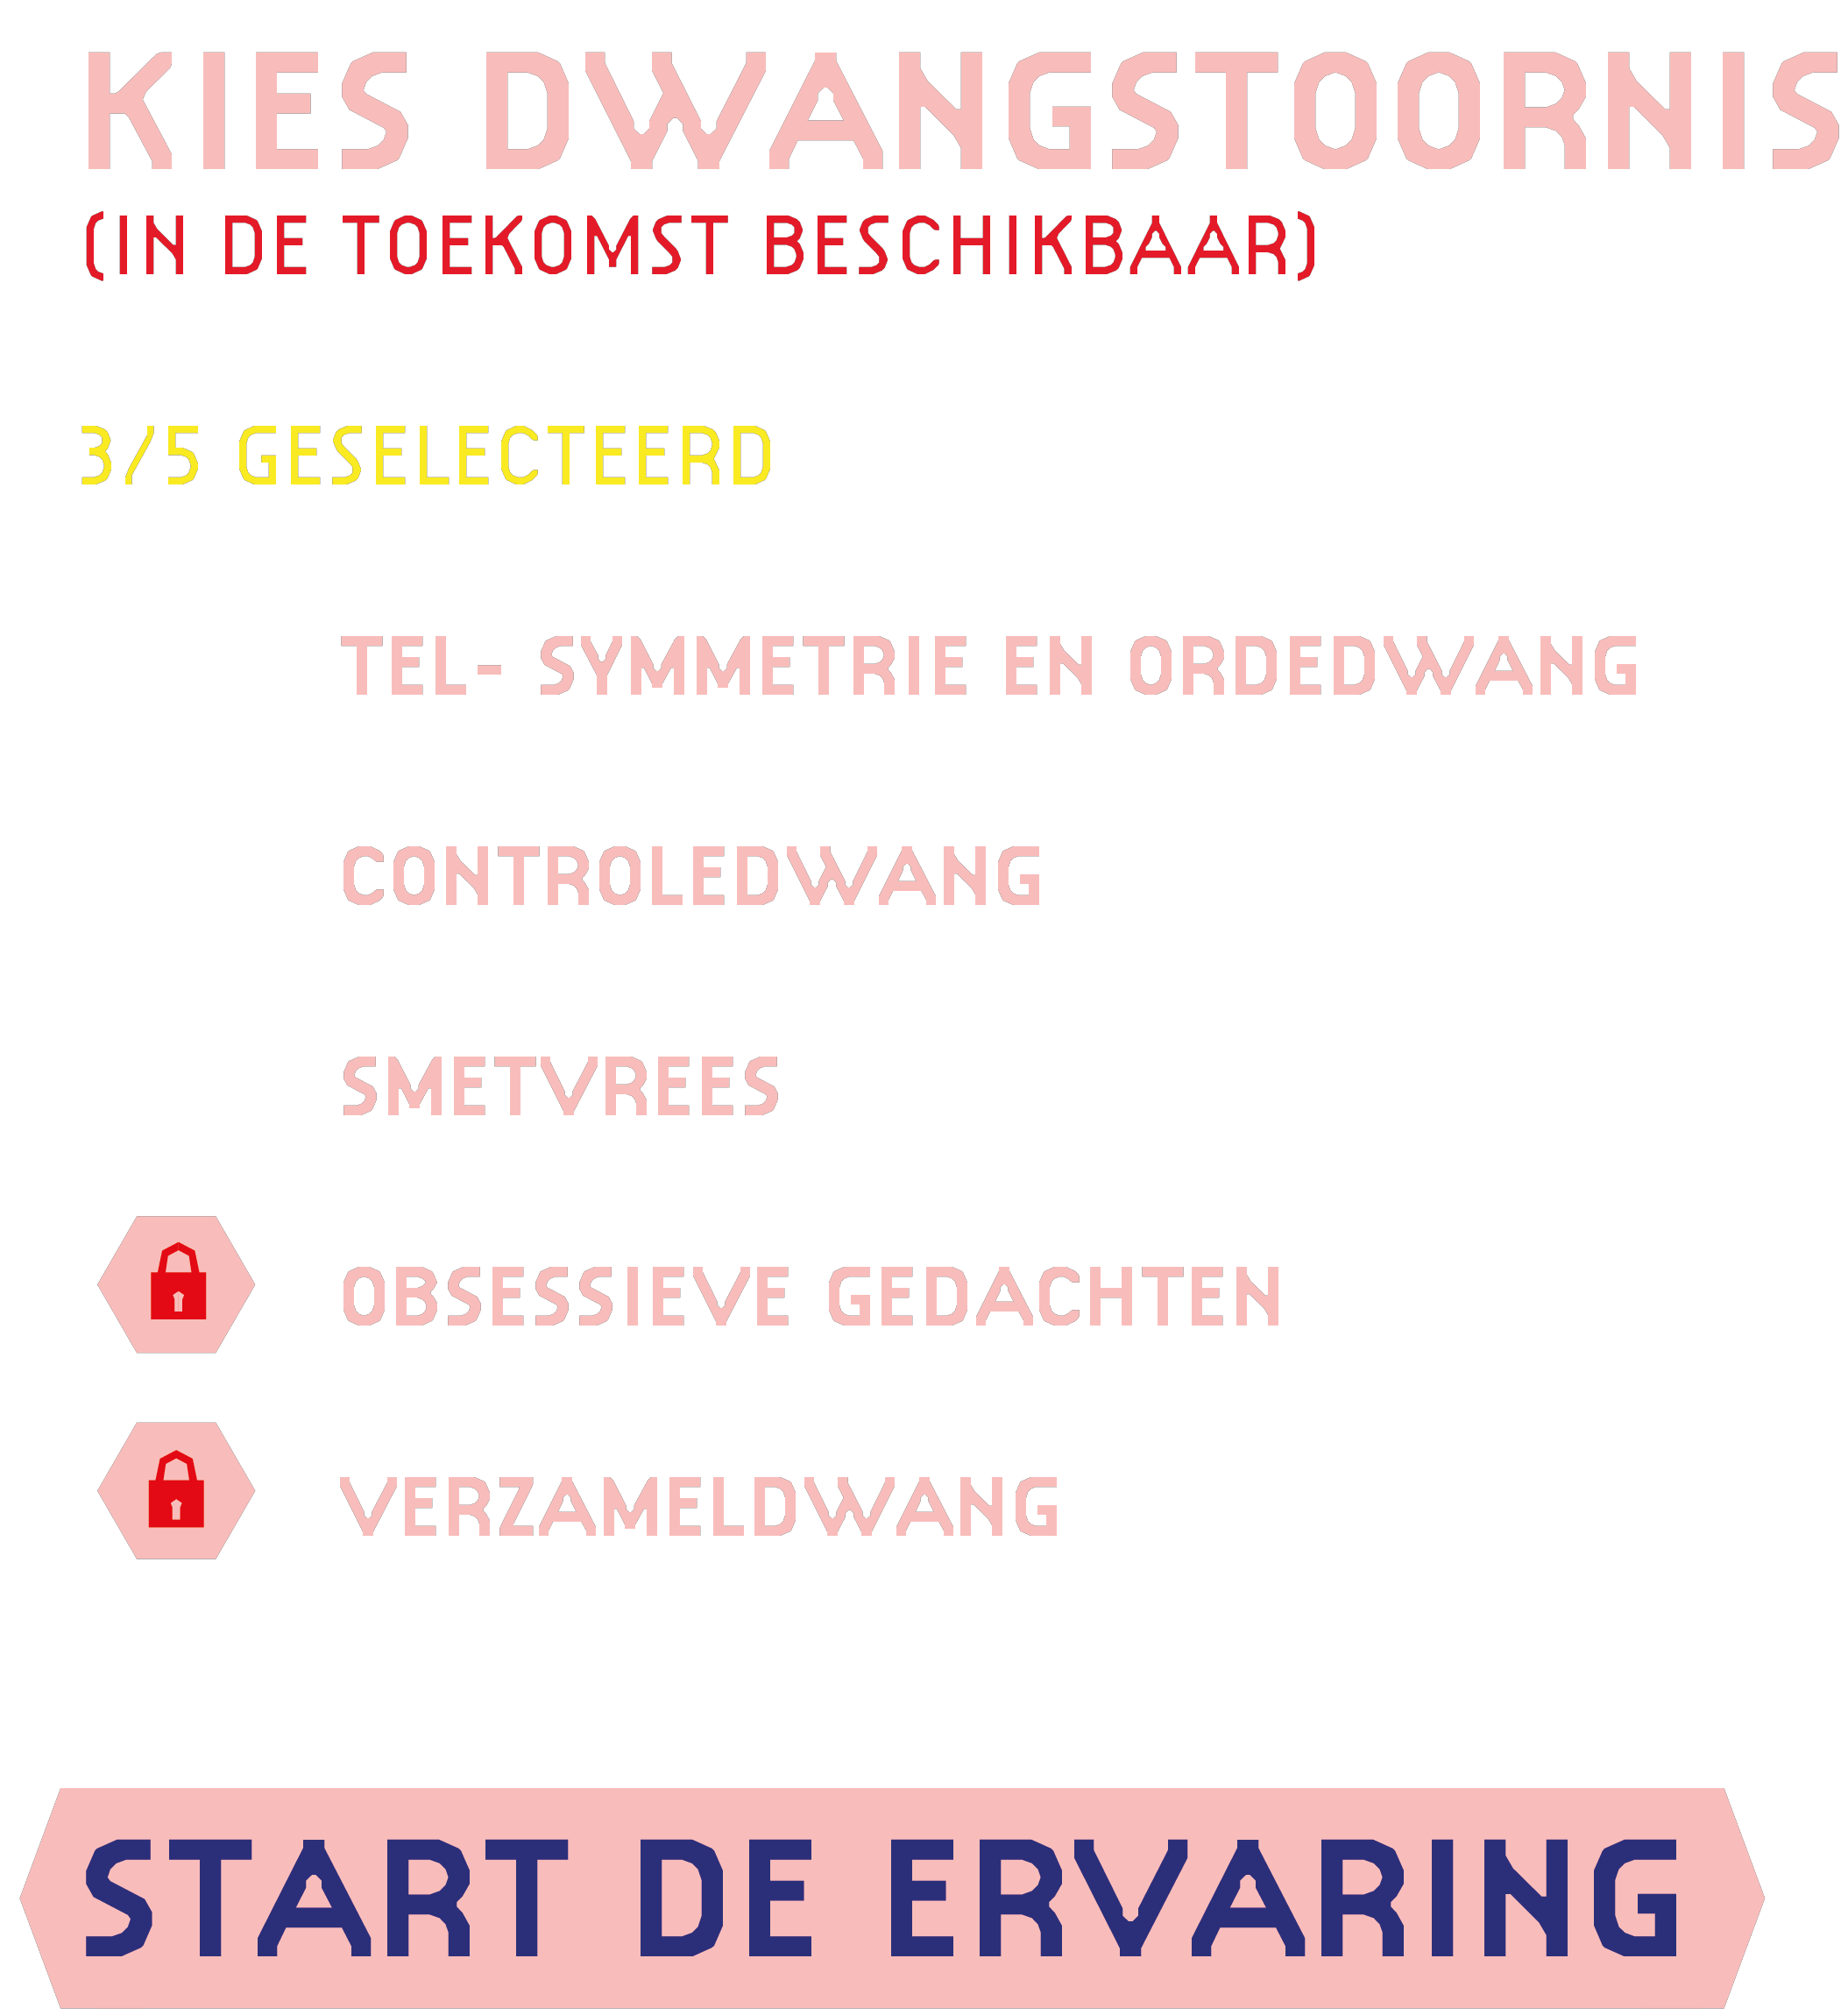 KIES DWANGSTOORNIS
(IN DE TOEKOMST BESCHIKBAAR)
3/5 GESELECTEERD
TEL- SYMMETRIE EN ORDEDWANG
CONTROLEDWANG
SMETVREES
OBSESSIEVE GEDACHTEN
VERZAMELDWANG
START DE ERVARING